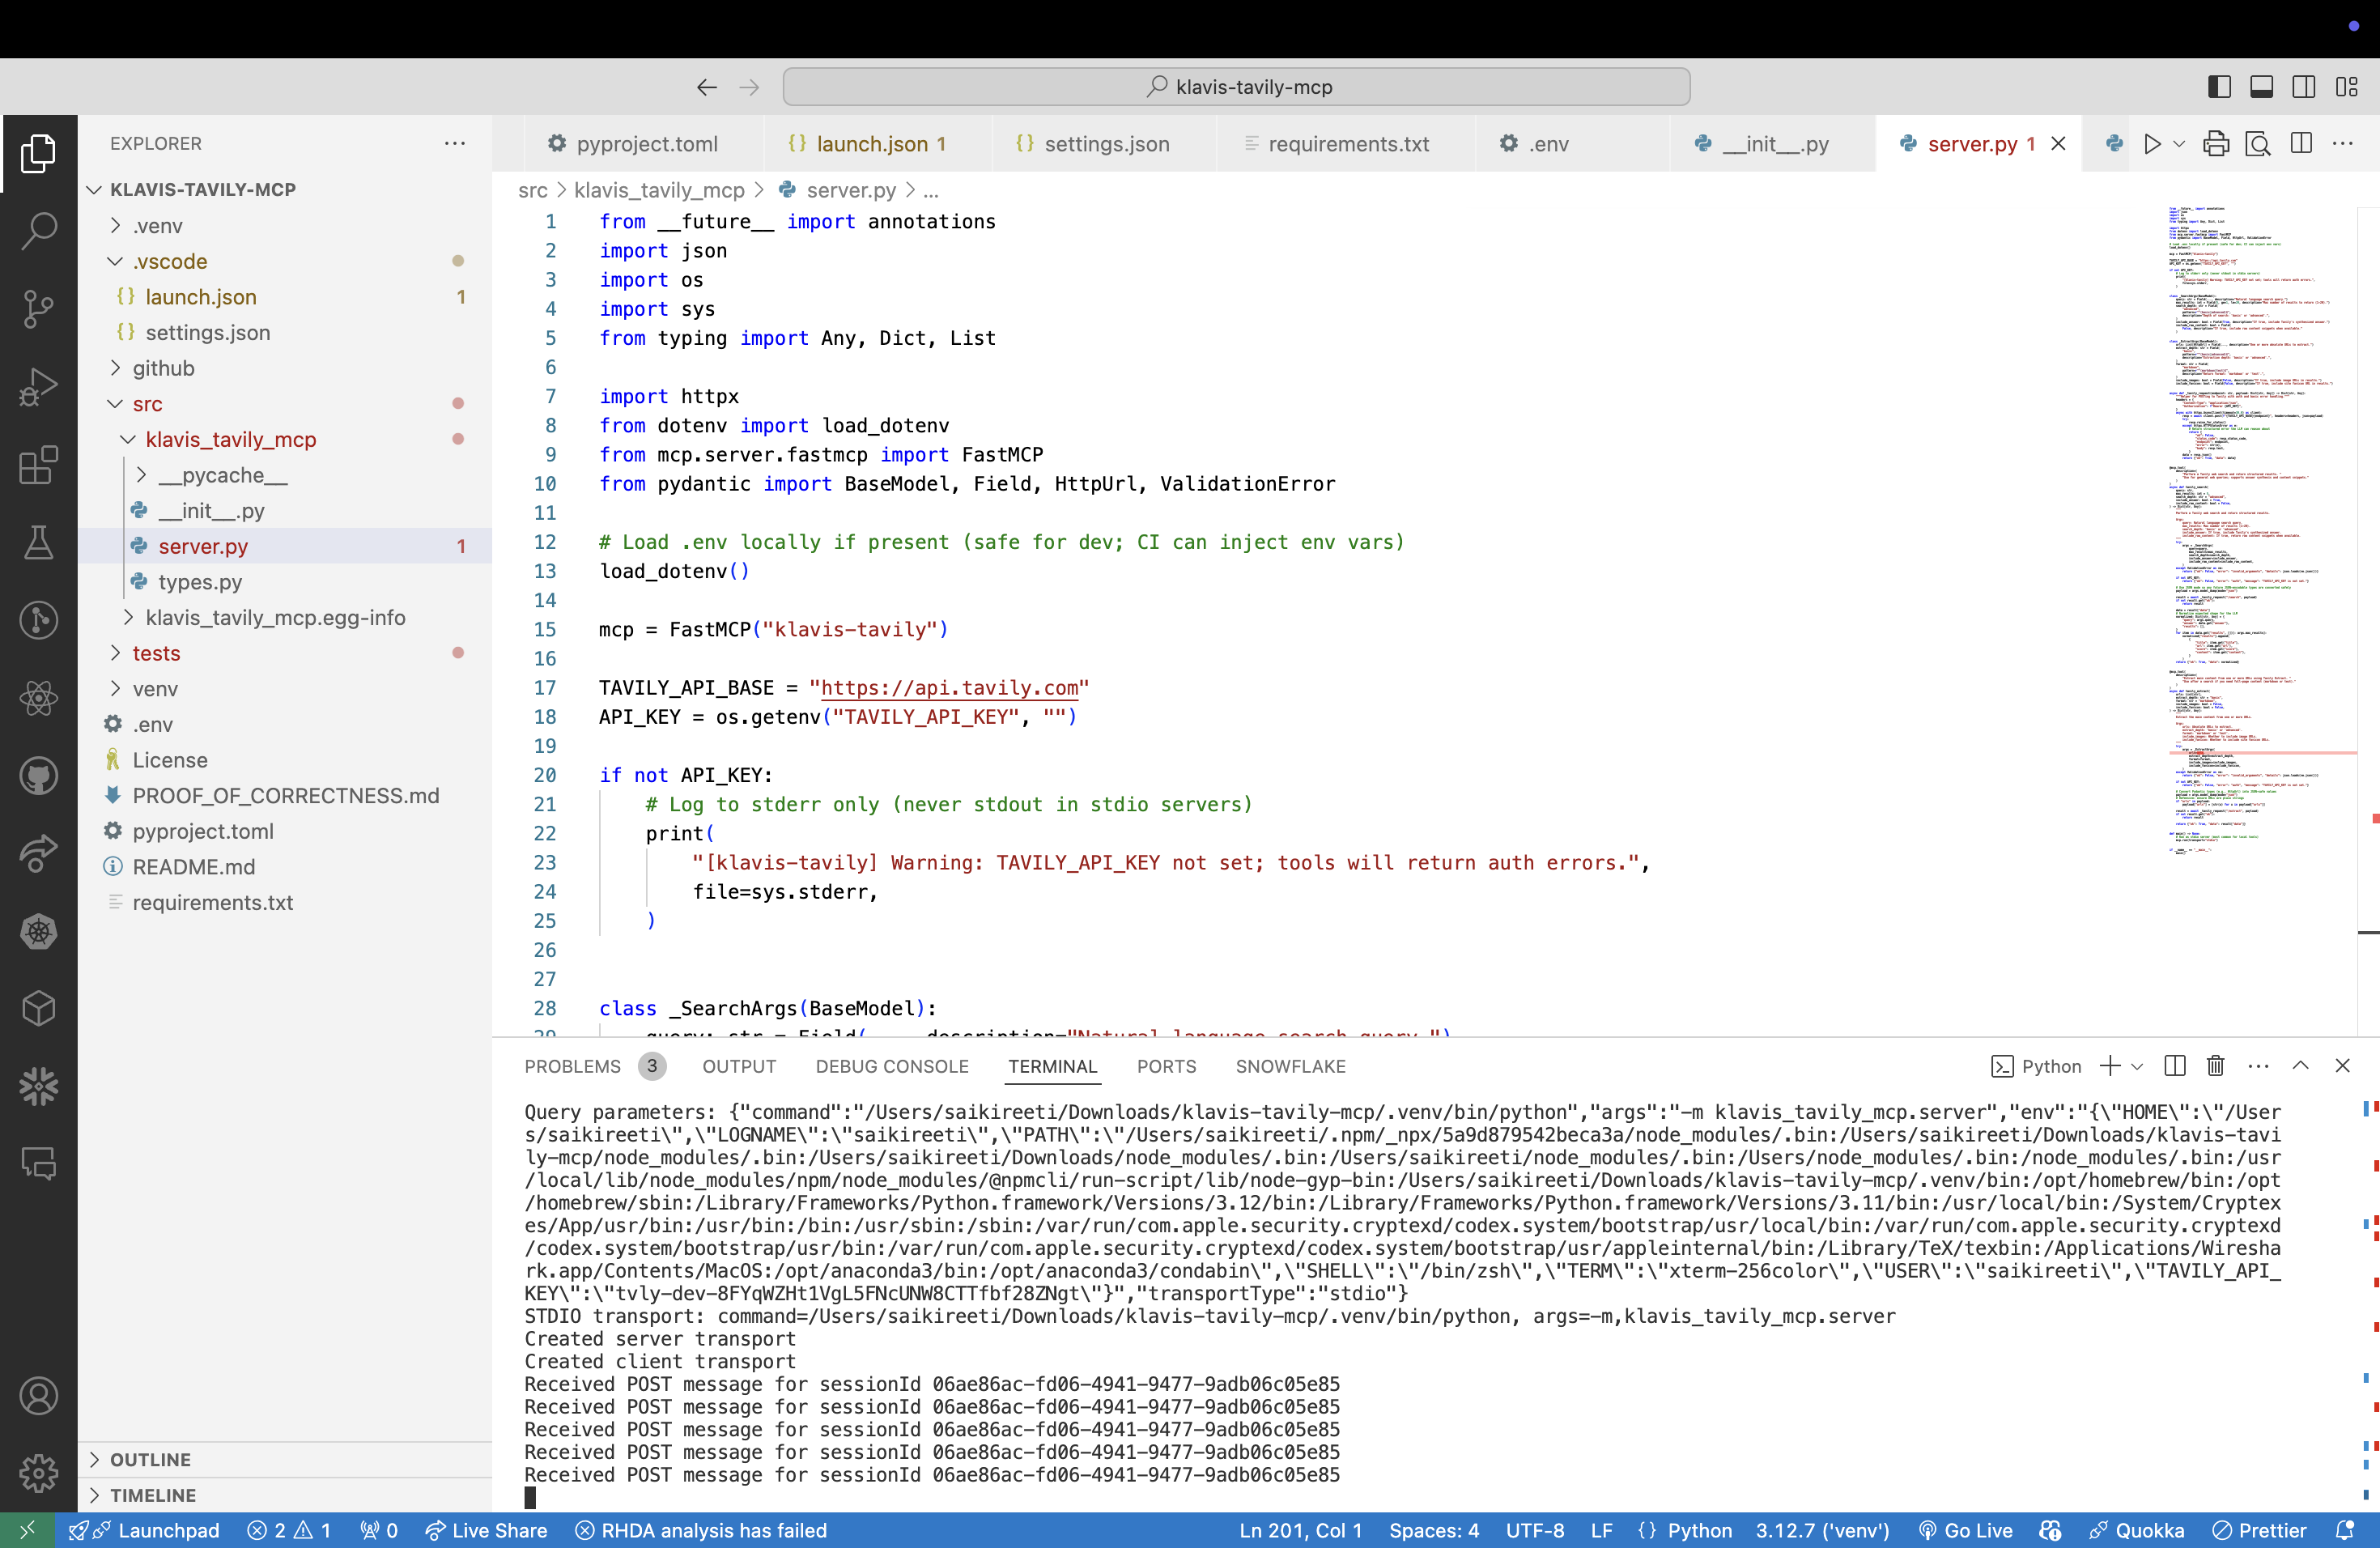 klavis-tavily-mcp
EXPLORER
KLAVIS-TAVILY-MCP
.venv
.vscode
launch.json 1
settings.json
github
src
klavis_tavily_mcp
__pycache__
__init__.py
server.py 1
types.py
klavis_tavily_mcp.egg-info
tests
venv
.env
License
PROOF_OF_CORRECTNESS.md
pyproject.toml
README.md
requirements.txt
OUTLINE
TIMELINE
pyproject.toml
launch.json 1
settings.json
requirements.txt
.env
__init__.py
server.py 1
src > klavis_tavily_mcp > server.py > ...
1 from __future__ import annotations
2 import json
3 import os
4 import sys
5 from typing import Any, Dict, List
6
7 import httpx
8 from dotenv import load_dotenv
9 from mcp.server.fastmcp import FastMCP
10 from pydantic import BaseModel, Field, HttpUrl, ValidationError
11
12 # Load .env locally if present (safe for dev; CI can inject env vars)
13 load_dotenv()
14
15 mcp = FastMCP("klavis-tavily")
16
17 TAVILY_API_BASE = "https://api.tavily.com"
18 API_KEY = os.getenv("TAVILY_API_KEY", "")
19
20 if not API_KEY:
21     # Log to stderr only (never stdout in stdio servers)
22     print(
23         "[klavis-tavily] Warning: TAVILY_API_KEY not set; tools will return auth errors.",
24         file=sys.stderr,
25     )
26
27
28 class _SearchArgs(BaseModel):
29     query: str = Field(..., description="Natural language search query.")
PROBLEMS 3 OUTPUT DEBUG CONSOLE TERMINAL PORTS SNOWFLAKE
Python
Query parameters: {"command":"/Users/saikireeti/Downloads/klavis-tavily-mcp/.venv/bin/python","args":"-m klavis_tavily_mcp.server","env":"{\"HOME\":\"/User
s/saikireeti\",\"LOGNAME\":\"saikireeti\",\"PATH\":\"/Users/saikireeti/.npm/_npx/5a9d879542beca3a/node_modules/.bin:/Users/saikireeti/Downloads/klavis-tavi
ly-mcp/node_modules/.bin:/Users/saikireeti/Downloads/node_modules/.bin:/Users/saikireeti/node_modules/.bin:/Users/node_modules/.bin:/node_modules/.bin:/usr
/local/lib/node_modules/npm/node_modules/@npmcli/run-script/lib/node-gyp-bin:/Users/saikireeti/Downloads/klavis-tavily-mcp/.venv/bin:/opt/homebrew/bin:/opt
/homebrew/sbin:/Library/Frameworks/Python.framework/Versions/3.12/bin:/Library/Frameworks/Python.framework/Versions/3.11/bin:/usr/local/bin:/System/Cryptex
es/App/usr/bin:/usr/bin:/bin:/usr/sbin:/sbin:/var/run/com.apple.security.cryptexd/codex.system/bootstrap/usr/local/bin:/var/run/com.apple.security.cryptexd
/codex.system/bootstrap/usr/bin:/var/run/com.apple.security.cryptexd/codex.system/bootstrap/usr/appleinternal/bin:/Library/TeX/texbin:/Applications/Wiresha
rk.app/Contents/MacOS:/opt/anaconda3/bin:/opt/anaconda3/condabin\",\"SHELL\":\"/bin/zsh\",\"TERM\":\"xterm-256color\",\"USER\":\"saikireeti\",\"TAVILY_API_
KEY\":\"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\"}","transportType":"stdio"}
STDIO transport: command=/Users/saikireeti/Downloads/klavis-tavily-mcp/.venv/bin/python, args=-m,klavis_tavily_mcp.server
Created server transport
Created client transport
Received POST message for sessionId 06ae86ac-fd06-4941-9477-9adb06c05e85
Received POST message for sessionId 06ae86ac-fd06-4941-9477-9adb06c05e85
Received POST message for sessionId 06ae86ac-fd06-4941-9477-9adb06c05e85
Received POST message for sessionId 06ae86ac-fd06-4941-9477-9adb06c05e85
Received POST message for sessionId 06ae86ac-fd06-4941-9477-9adb06c05e85
Launchpad 2 1 0 Live Share RHDA analysis has failed Ln 201, Col 1 Spaces: 4 UTF-8 LF {} Python 3.12.7 ('venv') Go Live Quokka Prettier